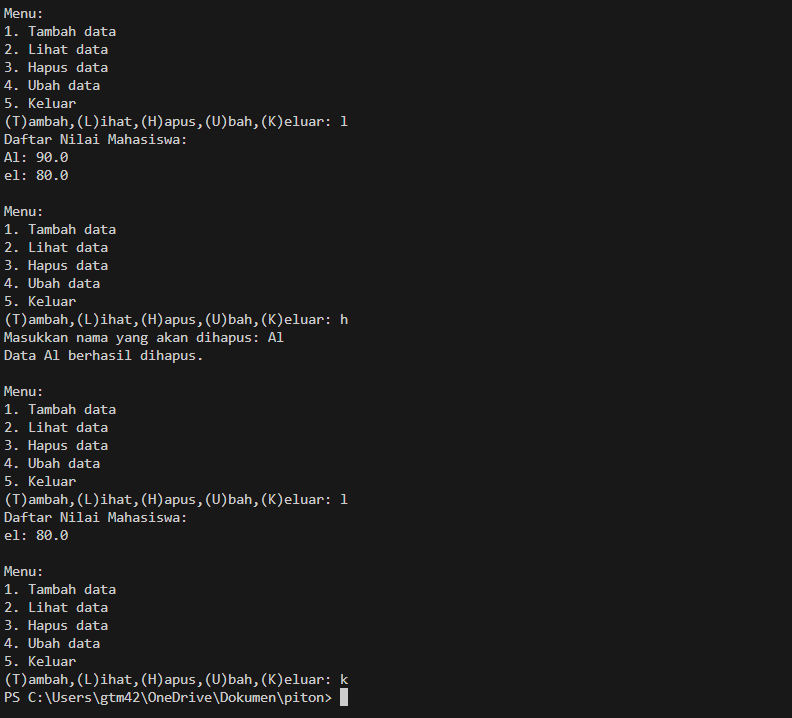 Menu:
1. Tambah data
2. Lihat data
3. Hapus data
4. Ubah data
5. Keluar
(T)ambah,(L)ihat,(H)apus,(U)bah,(K)eluar: l
Daftar Nilai Mahasiswa:
Al: 90.0
el: 80.0

Menu:
1. Tambah data
2. Lihat data
3. Hapus data
4. Ubah data
5. Keluar
(T)ambah,(L)ihat,(H)apus,(U)bah,(K)eluar: h
Masukkan nama yang akan dihapus: Al
Data Al berhasil dihapus.

Menu:
1. Tambah data
2. Lihat data
3. Hapus data
4. Ubah data
5. Keluar
(T)ambah,(L)ihat,(H)apus,(U)bah,(K)eluar: l
Daftar Nilai Mahasiswa:
el: 80.0

Menu:
1. Tambah data
2. Lihat data
3. Hapus data
4. Ubah data
5. Keluar
(T)ambah,(L)ihat,(H)apus,(U)bah,(K)eluar: k
PS C:\Users\gtm42\OneDrive\Dokumen\piton>